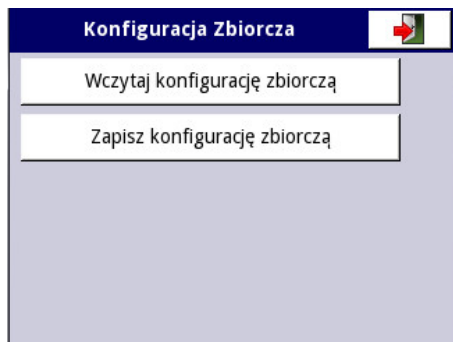 Konfiguracja Zbiorcza
Wczytaj konfigurację zbiorczą
Zapisz konfigurację zbiorczą